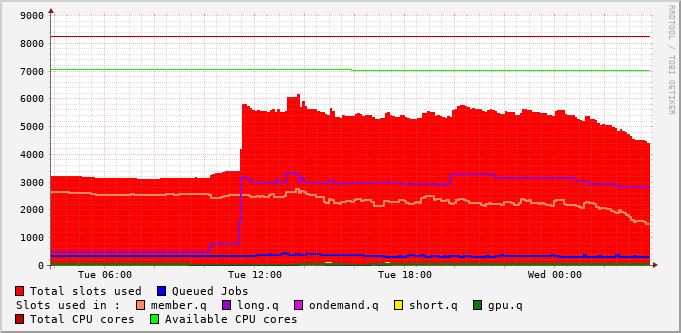 RRDTOOL / TOBI OETIKER
9000
8000
7000
6000
5000
4000
3000
2000
1000
0
Tue 06:00 Tue 12:00 Tue 18:00 Wed 00:00
Total slots used Queued Jobs
Slots used in : member.q long.q ondemand.q short.q gpu.q
Total CPU cores Available CPU cores